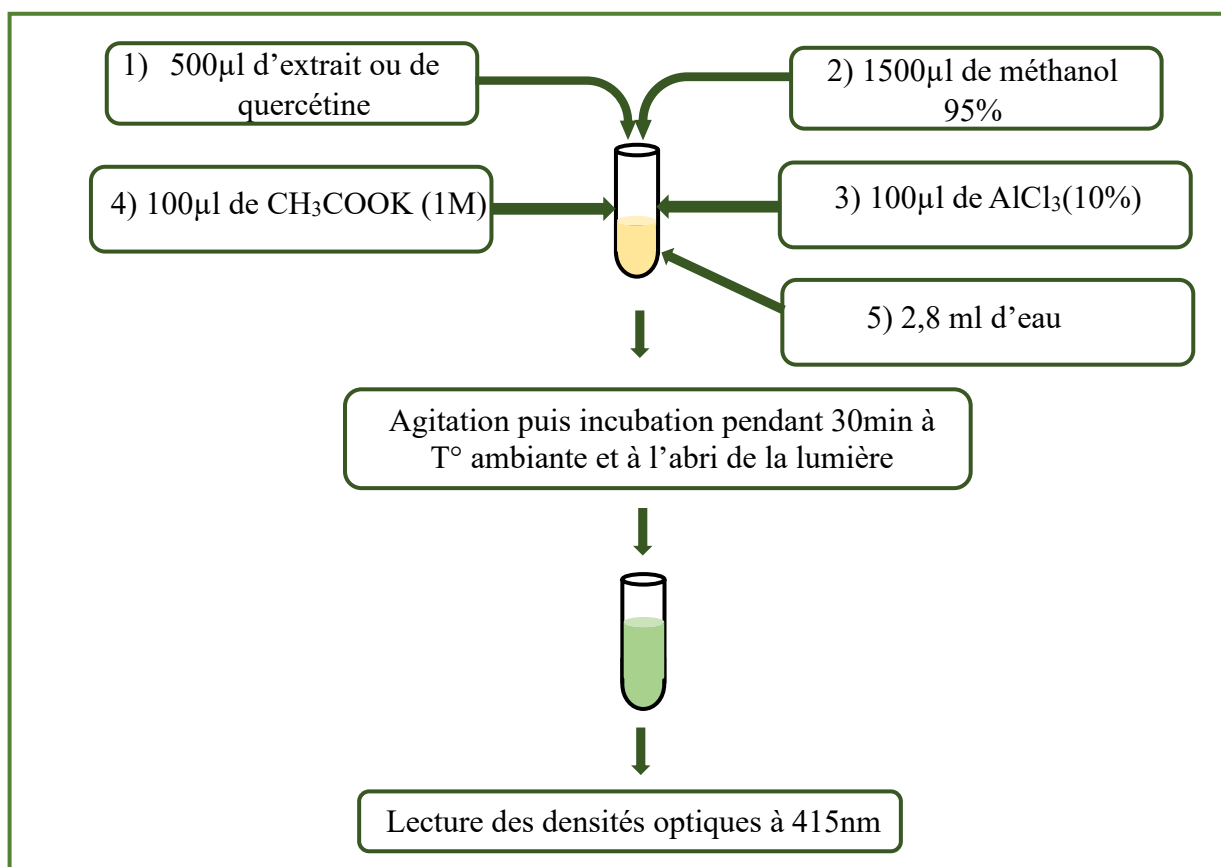 1) 500µl d’extrait ou de
quercétine
2) 1500µl de méthanol
95%
4) 100µl de CH₃COOK (1M)
3) 100µl de AlCl₃(10%)
5) 2,8 ml d’eau
Agitation puis incubation pendant 30min à
T° ambiante et à l’abri de la lumière
Lecture des densités optiques à 415nm